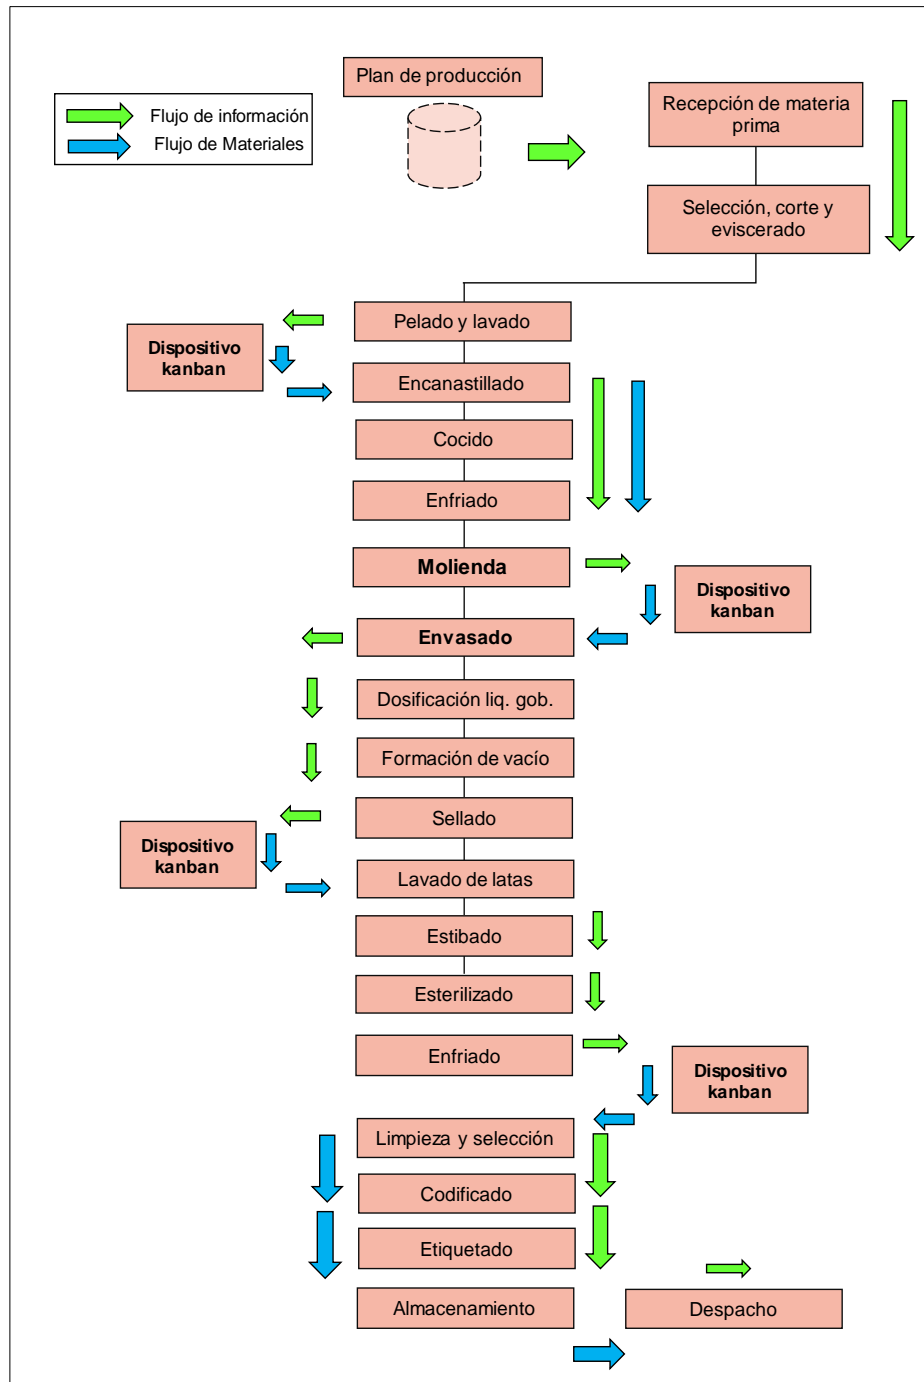 Plan de producción
Flujo de información
Flujo de Materiales
Recepción de materia
prima
Selección, corte y
eviscerado
Pelado y lavado
Dispositivo
kanban
Encanastillado
Cocido
Enfriado
Molienda
Dispositivo
kanban
Envasado
Dosificación liq. gob.
Formación de vacío
Sellado
Dispositivo
kanban
Lavado de latas
Estibado
Esterilizado
Enfriado
Dispositivo
kanban
Limpieza y selección
Codificado
Etiquetado
Almacenamiento
Despacho